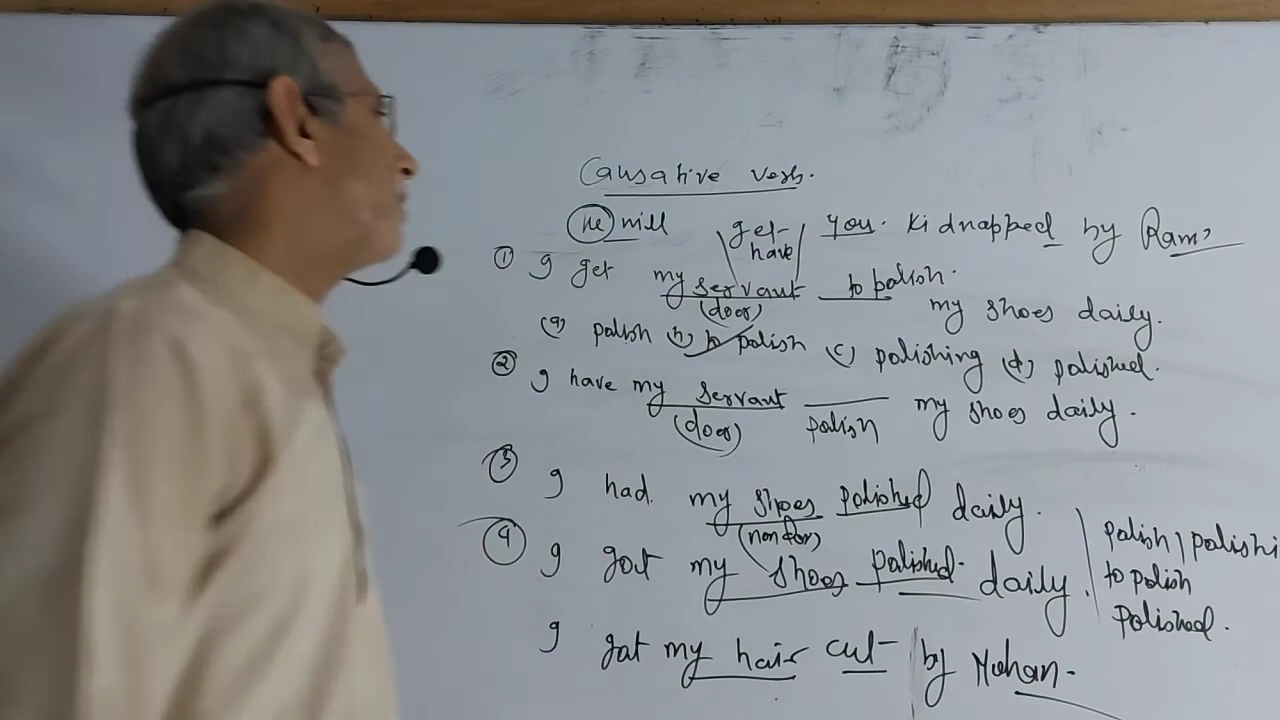 Causative verb.
he will get / have you. kidnapped by Ram?
① I get my servant to polish. my shoes daily.
(doer)
(a) polish (b) to polish (c) polishing (d) polished.
② I have my servant polish my shoes daily.
(doer)
③ I had. my shoes polished daily.
(non doer)
④ I got my shoes polished. daily.
polish / polishi
to polish
polished.
I got my hair cut by Mohan.